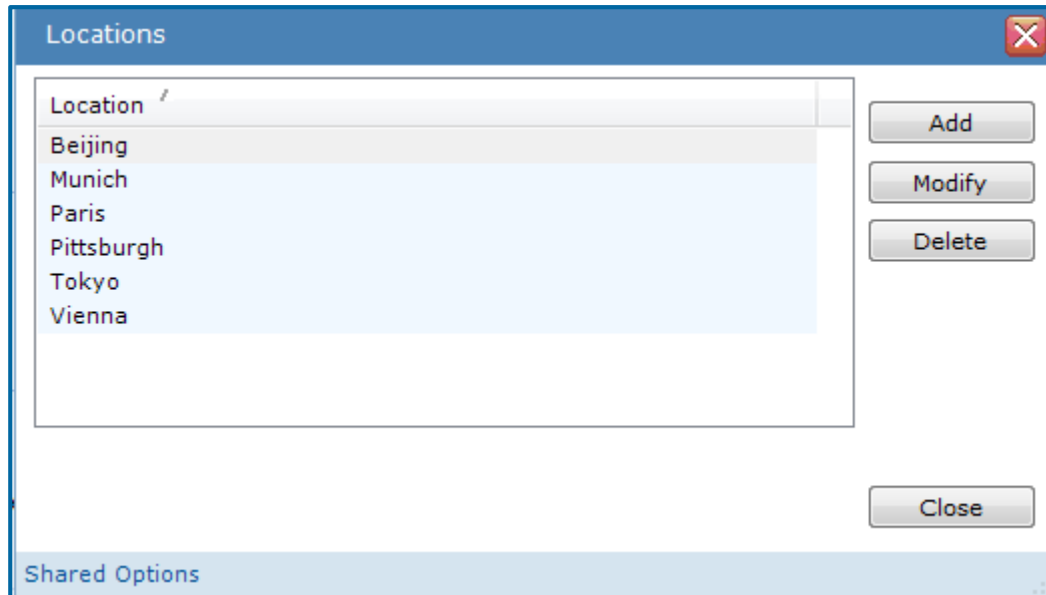 Locations
Location
Beijing
Munich
Paris
Pittsburgh
Tokyo
Vienna
Add
Modify
Delete
Close
Shared Options